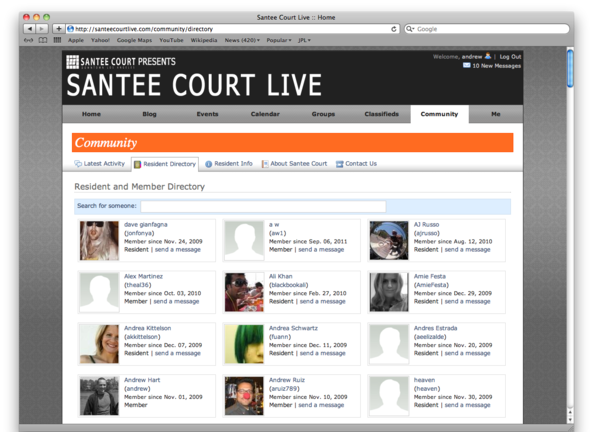 Santee Court Live :: Home
http://santeecourtlive.com/community/directory
Google
Apple Yahoo! Google Maps YouTube Wikipedia News (420) Popular JPL
SANTEE COURT PRESENTS
Welcome, andrew | Log Out
10 New Messages
SANTEE COURT LIVE
Home Blog Events Calendar Groups Classifieds Community Me
Community
Latest Activity Resident Directory Resident Info About Santee Court Contact Us
Resident and Member Directory
Search for someone:
dave gianfagna
(jonfonya)
Member since Nov. 24, 2009
Resident | send a message
a w
(aw1)
Member since Sep. 06, 2011
Member | send a message
AJ Russo
(ajrusso)
Member since Aug. 12, 2010
Resident | send a message
Alex Martinez
(theal36)
Member since Oct. 03, 2010
Member | send a message
Ali Khan
(blackbookali)
Member since Feb. 27, 2010
Resident | send a message
Amie Festa
(AmieFesta)
Member since Dec. 29, 2009
Resident | send a message
Andrea Kittelson
(akkittelson)
Member since Dec. 07, 2009
Resident | send a message
Andrea Schwartz
(fuann)
Member since Dec. 11, 2009
Resident | send a message
Andres Estrada
(aeelizalde)
Member since Nov. 20, 2009
Resident | send a message
Andrew Hart
(andrew)
Member since Nov. 01, 2009
Member
Andrew Ruiz
(aruiz789)
Member since Nov. 10, 2009
Resident | send a message
heaven
(heaven)
Member since Nov. 30, 2009
Resident | send a message